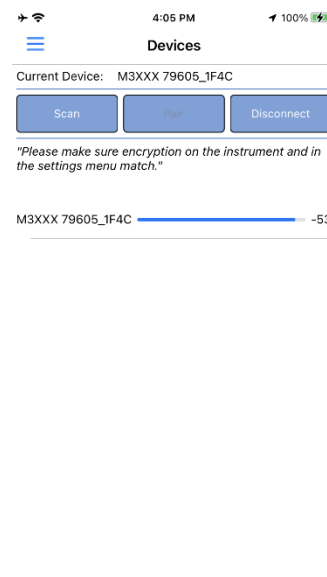 4:05 PM
100%
Devices
Current Device: M3XXX 79605_1F4C
Scan
Pair
Disconnect
"Please make sure encryption on the instrument and in
the settings menu match."
M3XXX 79605_1F4C
-53